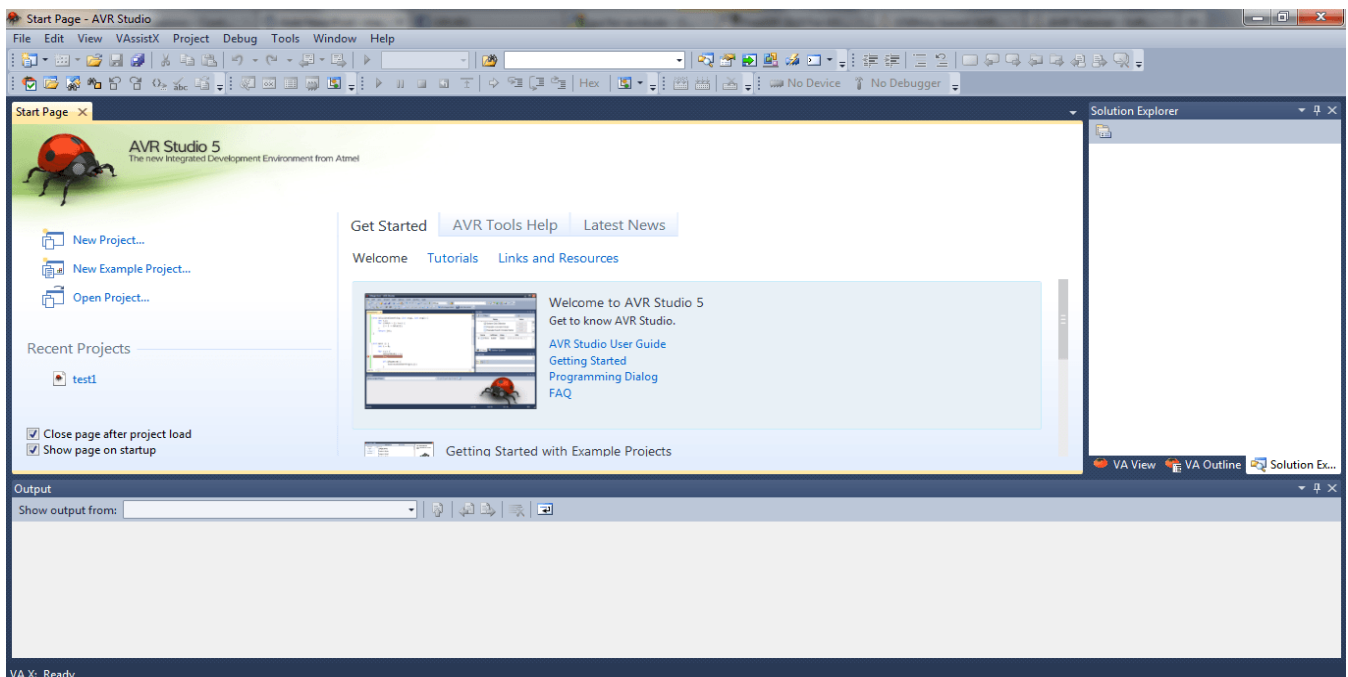 Start Page - AVR Studio
File Edit View VAssistX Project Debug Tools Window Help
Hex No Device No Debugger
Start Page
Solution Explorer
AVR Studio 5
The new Integrated Development Environment from Atmel
New Project...
New Example Project...
Open Project...
Recent Projects
test1
Close page after project load
Show page on startup
Get Started AVR Tools Help Latest News
Welcome Tutorials Links and Resources
Welcome to AVR Studio 5
Get to know AVR Studio.
AVR Studio User Guide
Getting Started
Programming Dialog
FAQ
Getting Started with Example Projects
VA View VA Outline Solution Ex...
Output
Show output from:
VA X: Ready